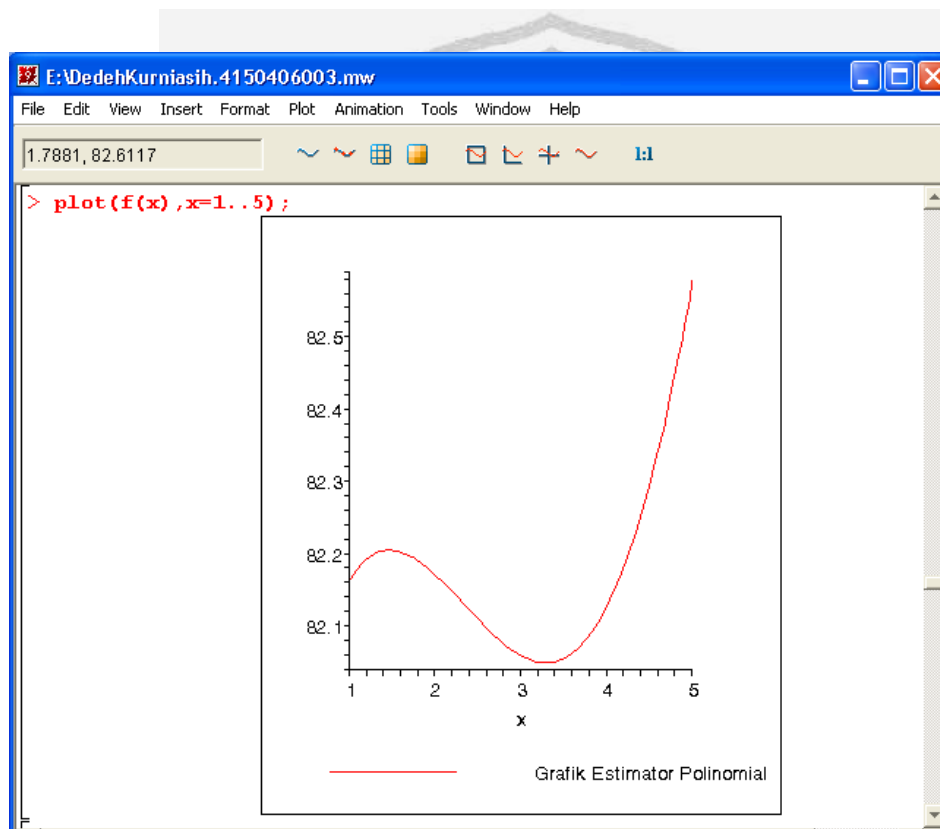 E:\DedehKurniasih.4150406003.mw
File Edit View Insert Format Plot Animation Tools Window Help
1.7881, 82.6117
1:1
> plot(f(x),x=1..5);
82.5
82.4
82.3
82.2
82.1
1 2 3 4 5
x
Grafik Estimator Polinomial